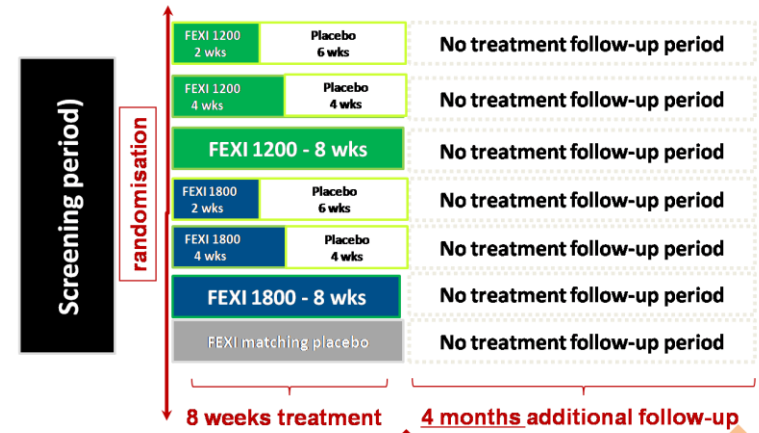 Screening period)
randomisation
FEXI 1200
2 wks
Placebo
6 wks
No treatment follow-up period
FEXI 1200
4 wks
Placebo
4 wks
No treatment follow-up period
FEXI 1200 - 8 wks
No treatment follow-up period
FEXI 1800
2 wks
Placebo
6 wks
No treatment follow-up period
FEXI 1800
4 wks
Placebo
4 wks
No treatment follow-up period
FEXI 1800 - 8 wks
No treatment follow-up period
FEXI matching placebo
No treatment follow-up period
8 weeks treatment
4 months additional follow-up